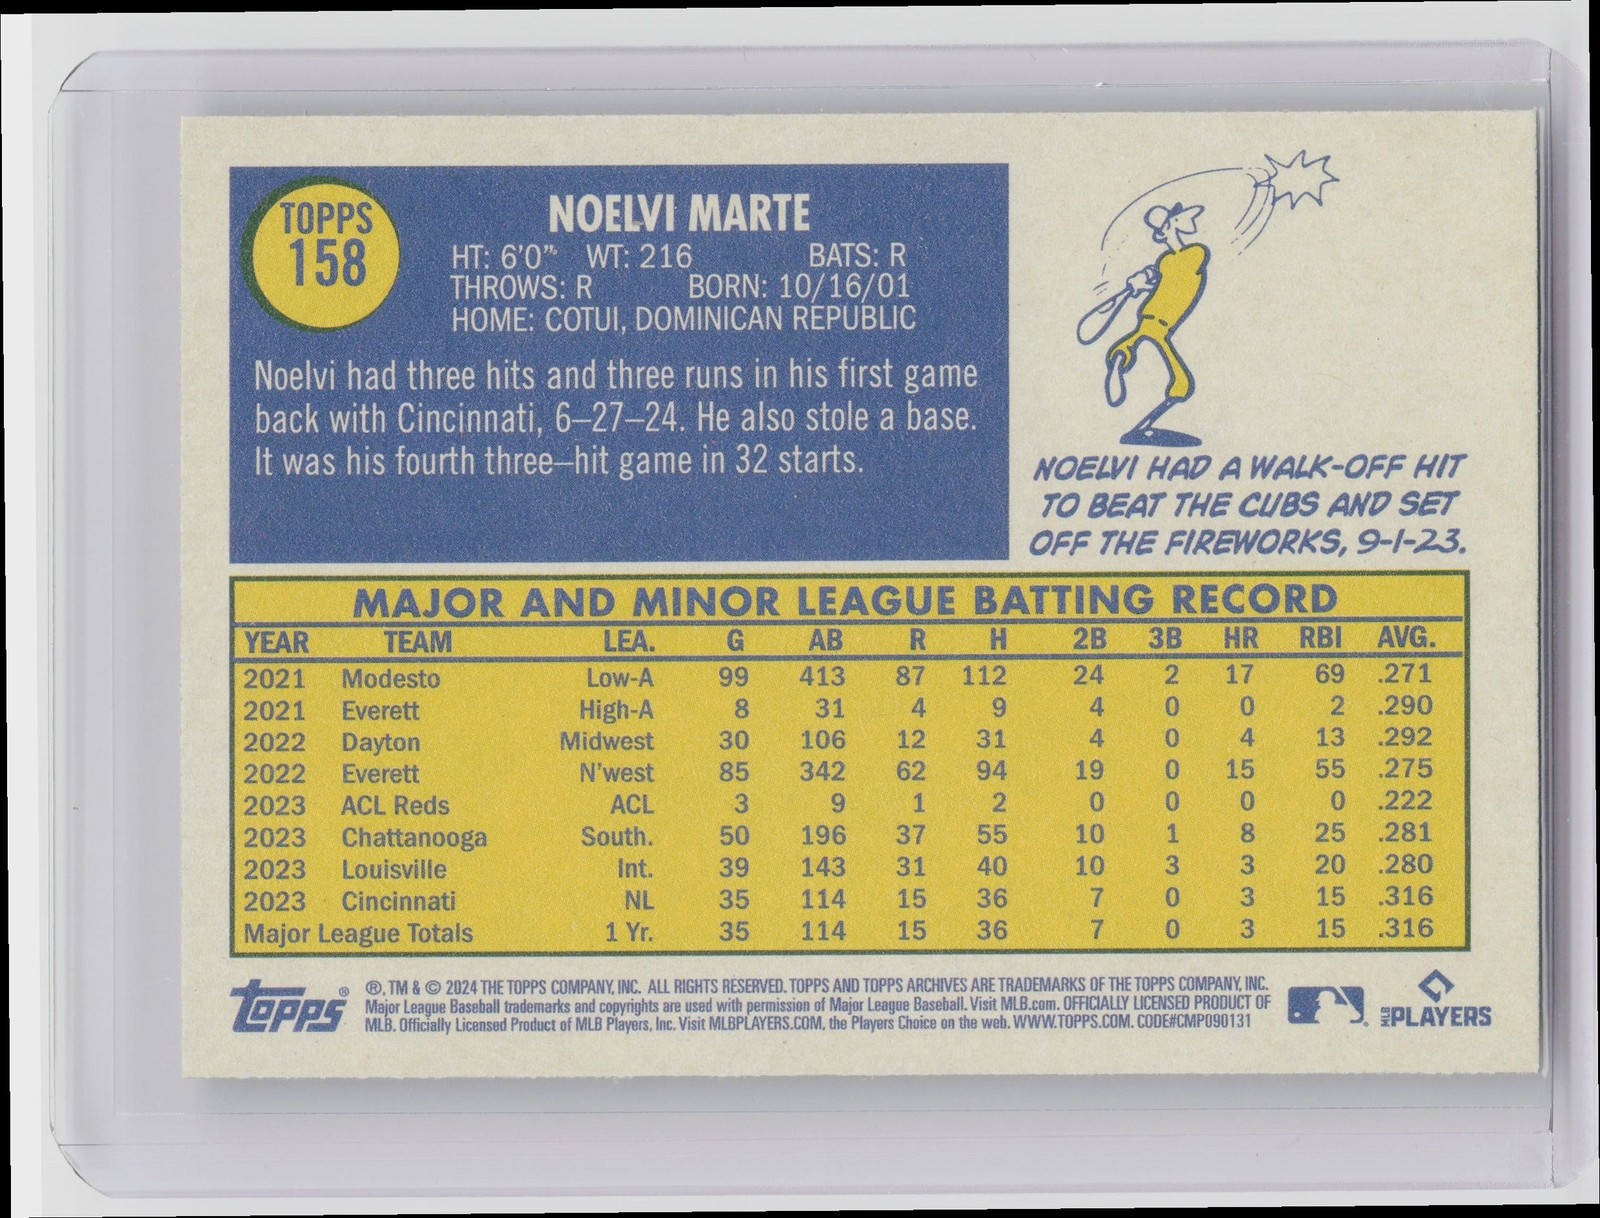 TOPPS
158
NOELVI MARTE
HT: 6'0" WT: 216 BATS: R
THROWS: R BORN: 10/16/01
HOME: COTUI, DOMINICAN REPUBLIC
Noelvi had three hits and three runs in his first game
back with Cincinnati, 6–27–24. He also stole a base.
It was his fourth three–hit game in 32 starts.
NOELVI HAD A WALK-OFF HIT
TO BEAT THE CUBS AND SET
OFF THE FIREWORKS, 9-1-23.
MAJOR AND MINOR LEAGUE BATTING RECORD
YEAR TEAM LEA. G AB R H 2B 3B HR RBI AVG.
2021 Modesto Low-A 99 413 87 112 24 2 17 69 .271
2021 Everett High-A 8 31 4 9 4 0 0 2 .290
2022 Dayton Midwest 30 106 12 31 4 0 4 13 .292
2022 Everett N'west 85 342 62 94 19 0 15 55 .275
2023 ACL Reds ACL 3 9 1 2 0 0 0 0 .222
2023 Chattanooga South. 50 196 37 55 10 1 8 25 .281
2023 Louisville Int. 39 143 31 40 10 3 3 20 .280
2023 Cincinnati NL 35 114 15 36 7 0 3 15 .316
Major League Totals 1 Yr. 35 114 15 36 7 0 3 15 .316
Topps®
®, TM & © 2024 THE TOPPS COMPANY, INC. ALL RIGHTS RESERVED. TOPPS AND TOPPS ARCHIVES ARE TRADEMARKS OF THE TOPPS COMPANY, INC.
Major League Baseball trademarks and copyrights are used with permission of Major League Baseball. Visit MLB.com. OFFICIALLY LICENSED PRODUCT OF
MLB. Officially Licensed Product of MLB Players, Inc. Visit MLBPLAYERS.COM, the Players Choice on the web. WWW.TOPPS.COM. CODE#CMP090131
MLB PLAYERS